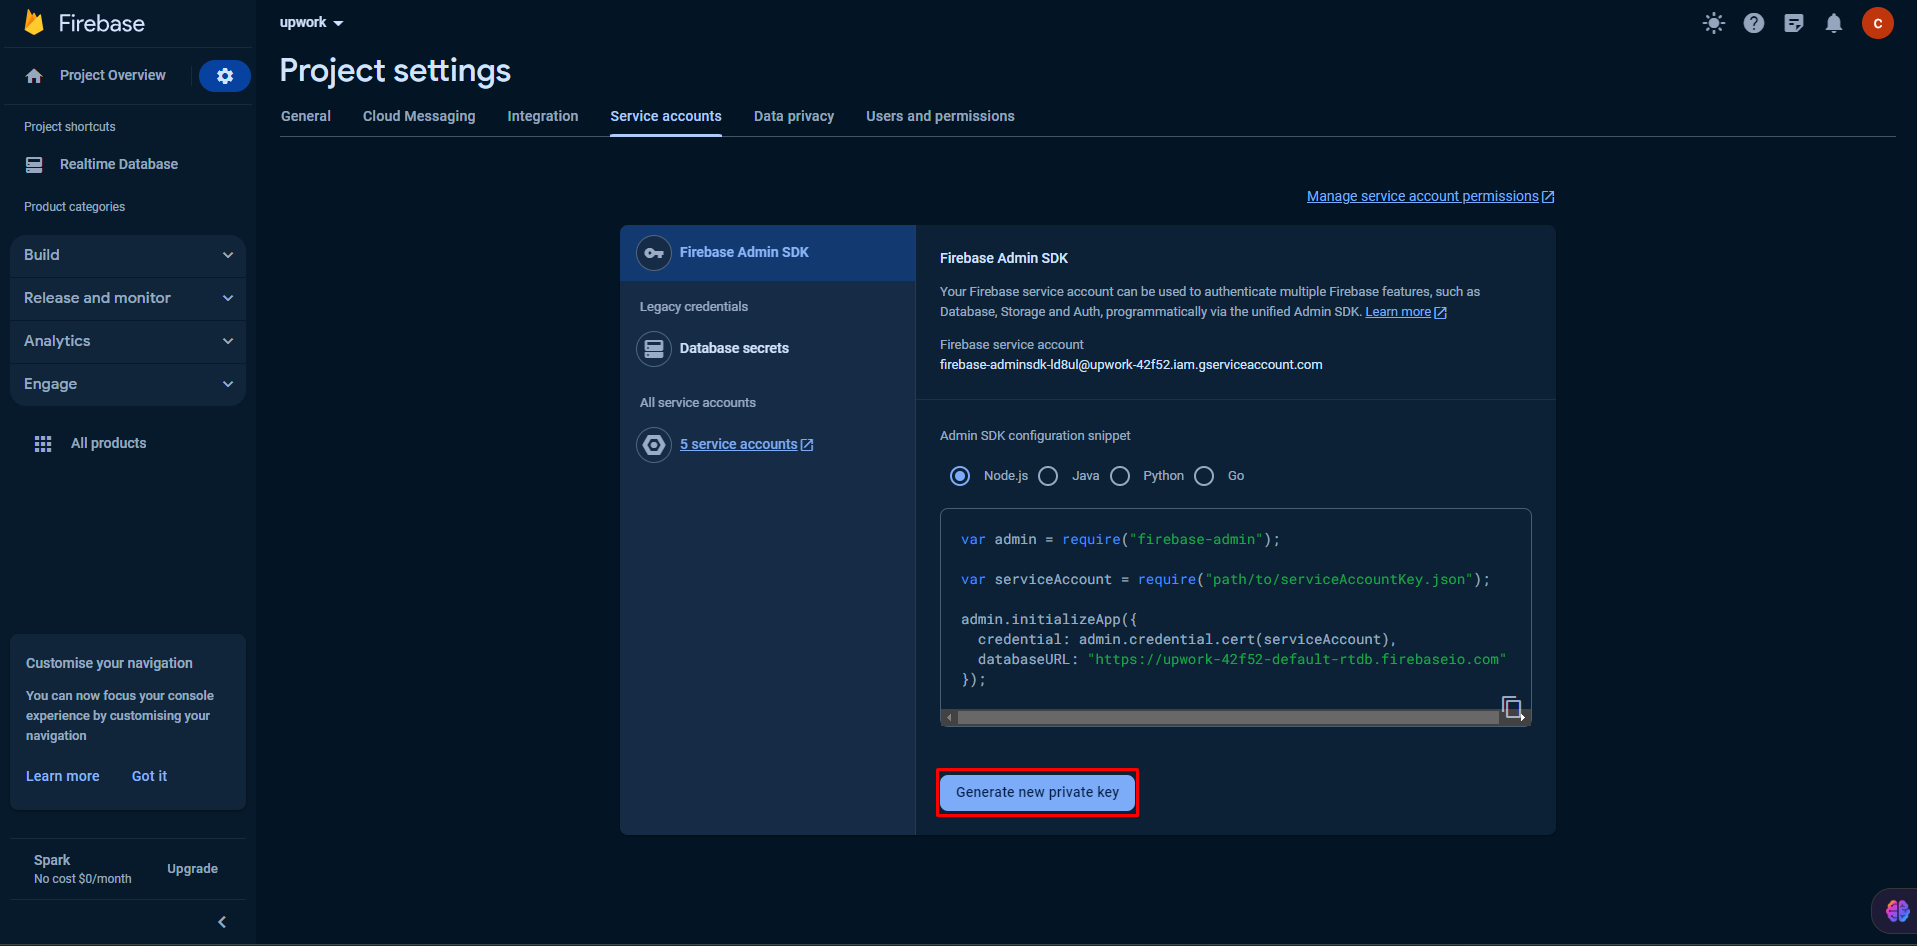 Firebase
upwork
C
Project Overview
Project settings
General Cloud Messaging Integration Service accounts Data privacy Users and permissions
Project shortcuts
Realtime Database
Product categories
Build
Release and monitor
Analytics
Engage
All products
Customise your navigation
You can now focus your console
experience by customising your
navigation
Learn more Got it
Spark
No cost $0/month
Upgrade
Manage service account permissions
Firebase Admin SDK
Legacy credentials
Database secrets
All service accounts
5 service accounts
Firebase Admin SDK
Your Firebase service account can be used to authenticate multiple Firebase features, such as
Database, Storage and Auth, programmatically via the unified Admin SDK. Learn more
Firebase service account
firebase-adminsdk-ld8ul@upwork-42f52.iam.gserviceaccount.com
Admin SDK configuration snippet
Node.js Java Python Go
var admin = require("firebase-admin");
var serviceAccount = require("path/to/serviceAccountKey.json");
admin.initializeApp({
credential: admin.credential.cert(serviceAccount),
databaseURL: "https://upwork-42f52-default-rtdb.firebaseio.com"
});
Generate new private key